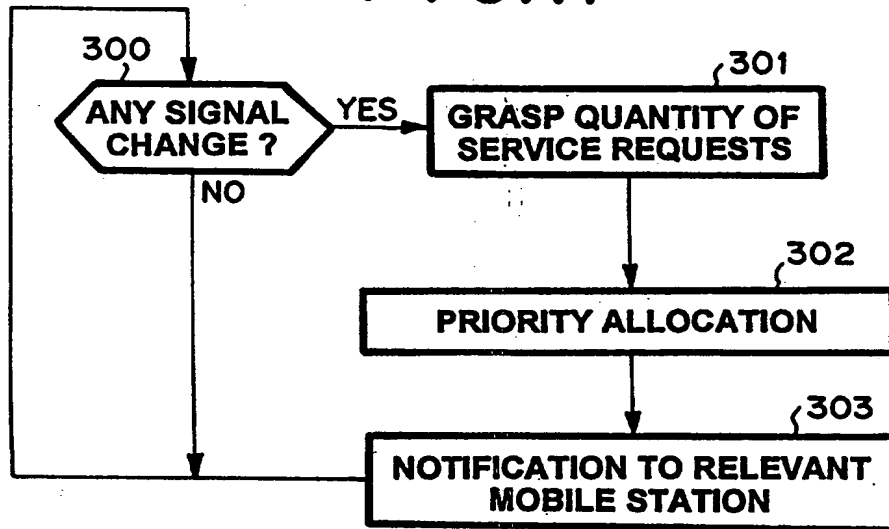 300
ANY SIGNAL
CHANGE ?
YES
NO
301
GRASP QUANTITY OF
SERVICE REQUESTS
302
PRIORITY ALLOCATION
303
NOTIFICATION TO RELEVANT
MOBILE STATION